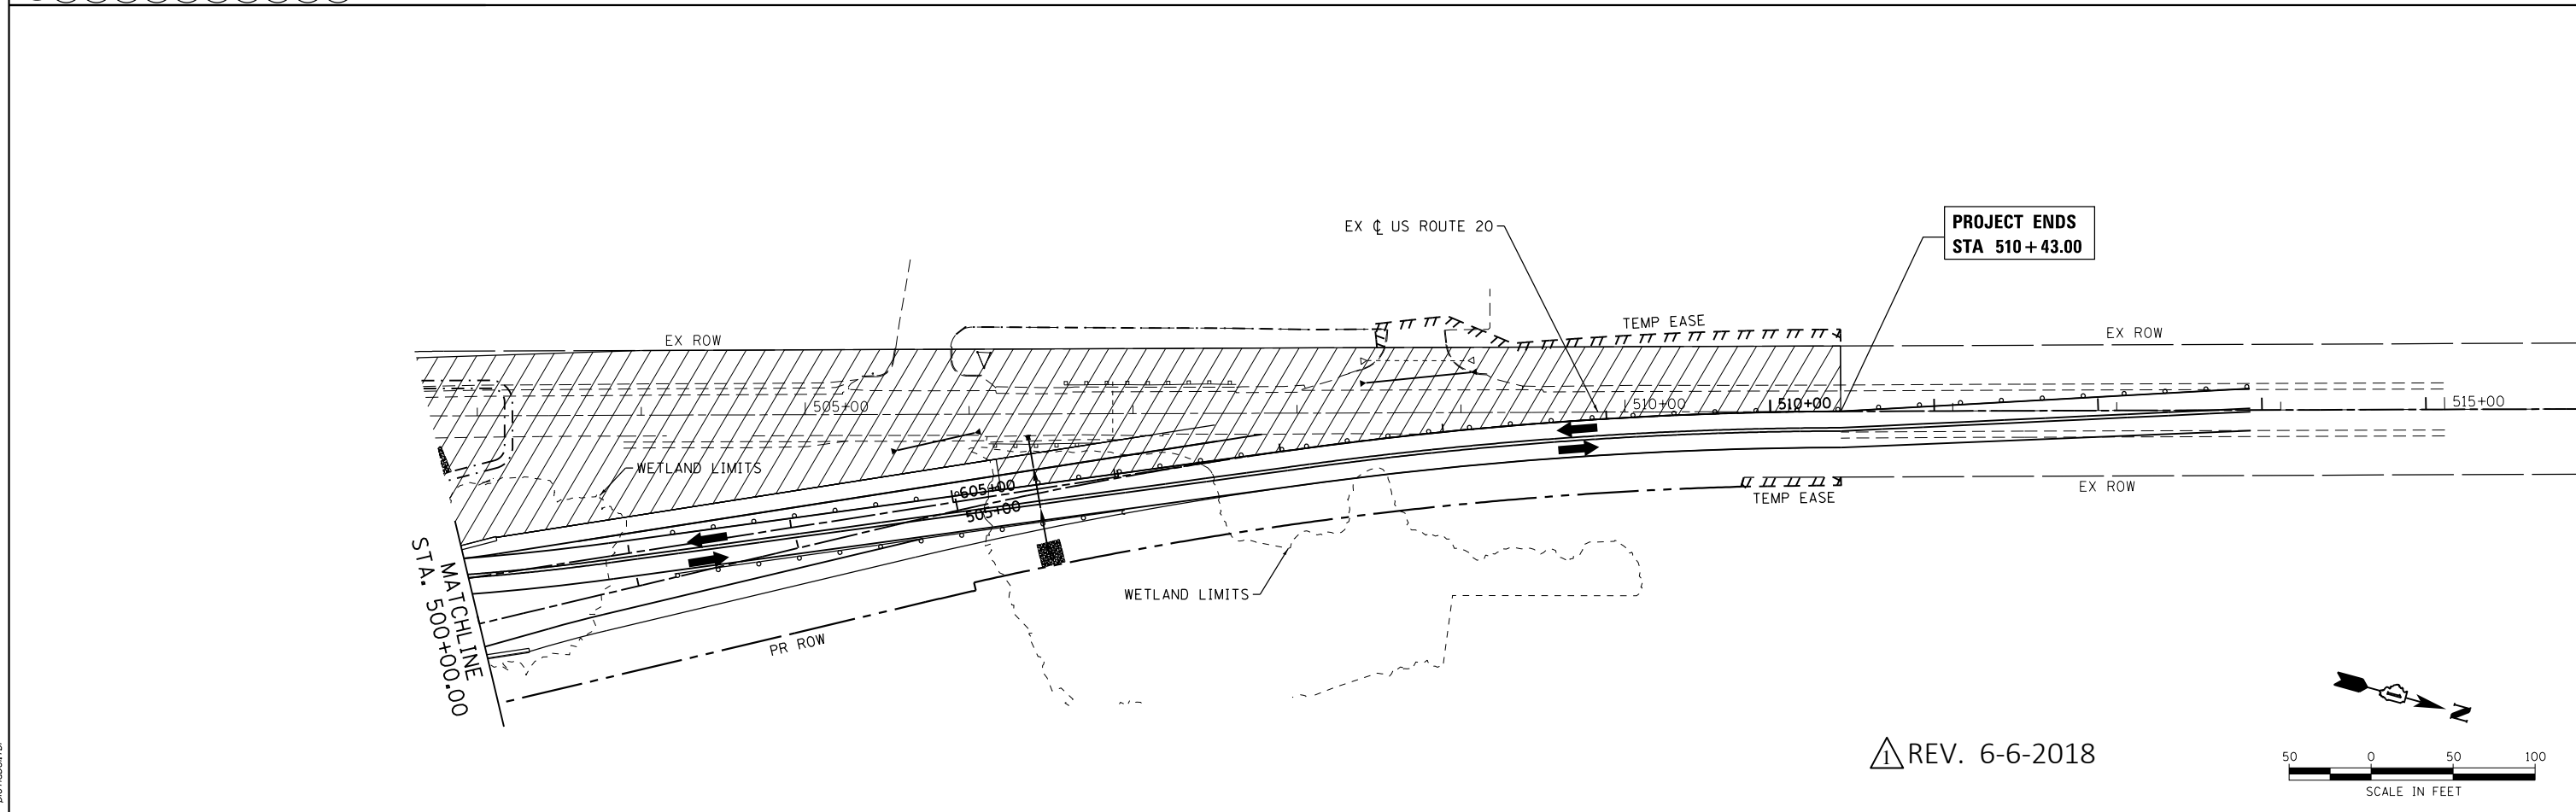 EX ℄ US ROUTE 20
PROJECT ENDS
STA 510+43.00
TEMP EASE
EX ROW
EX ROW
505+00
510+00
510+00
515+00
WETLAND LIMITS
605+00
505+00
TEMP EASE
EX ROW
MATCHLINE
STA. 500+00.00
WETLAND LIMITS
PR ROW
N
1 REV. 6-6-2018
50 0 50 100
SCALE IN FEET